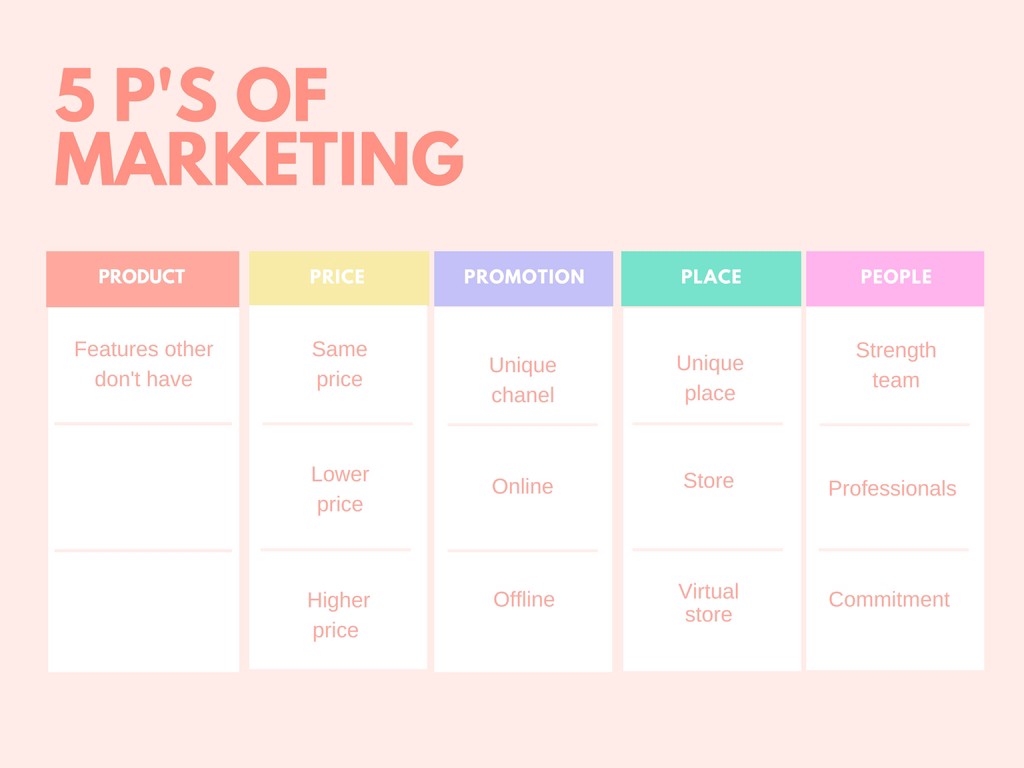 5 P'S OF
MARKETING
PRODUCT
PRICE
PROMOTION
PLACE
PEOPLE
Features other
don't have
Same
price
Unique
chanel
Unique
place
Strength
team
Lower
price
Online
Store
Professionals
Higher
price
Offline
Virtual
store
Commitment